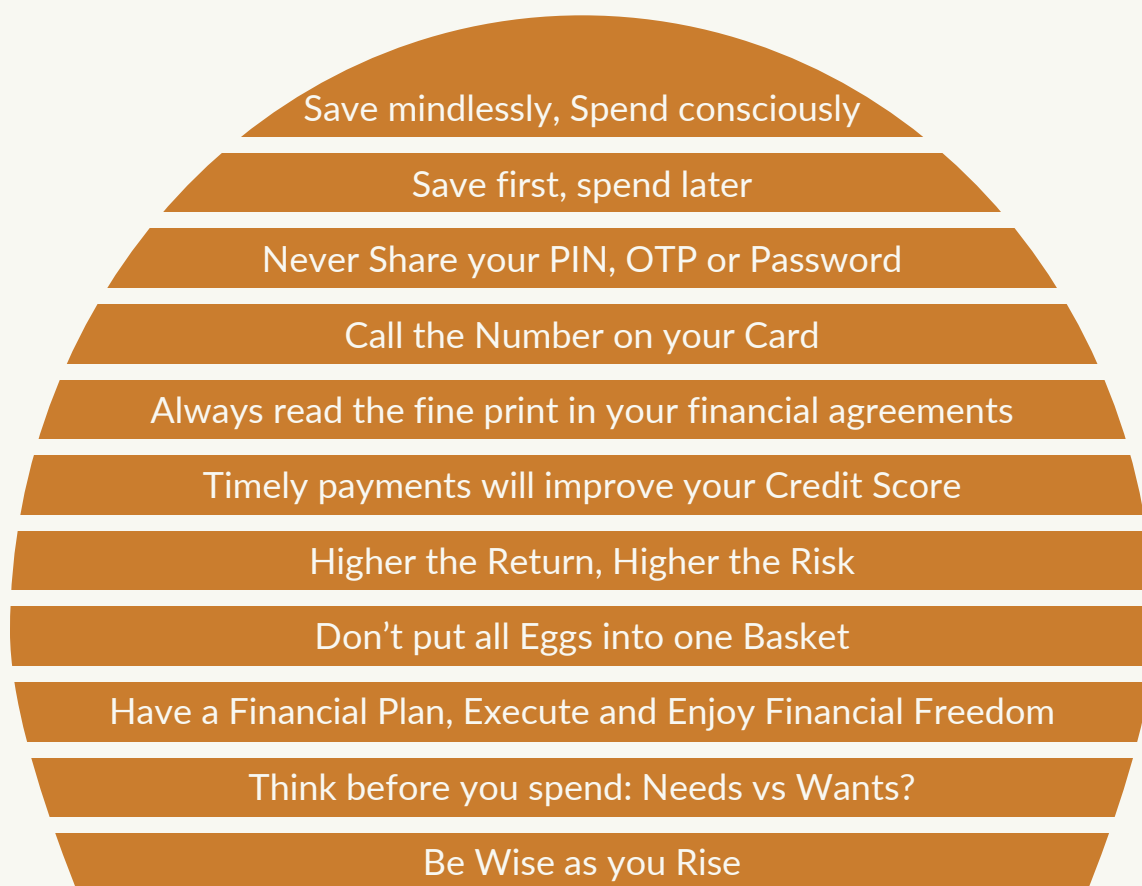 Save mindlessly, Spend consciously
Save first, spend later
Never Share your PIN, OTP or Password
Call the Number on your Card
Always read the fine print in your financial agreements
Timely payments will improve your Credit Score
Higher the Return, Higher the Risk
Don’t put all Eggs into one Basket
Have a Financial Plan, Execute and Enjoy Financial Freedom
Think before you spend: Needs vs Wants?
Be Wise as you Rise